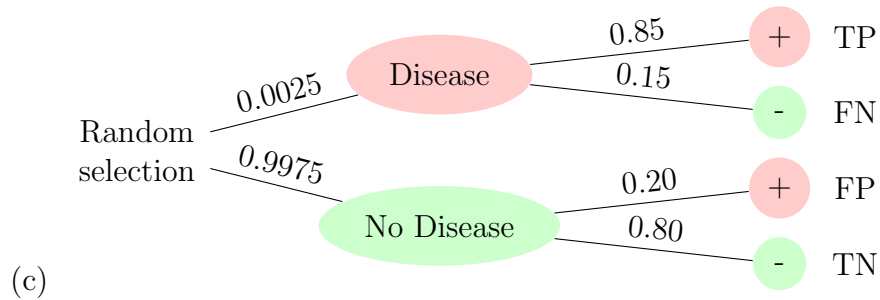 0.85
+ TP
Disease
0.0025
0.15
- FN
Random
selection
0.9975
0.20
+ FP
No Disease
0.80
- TN
(c)